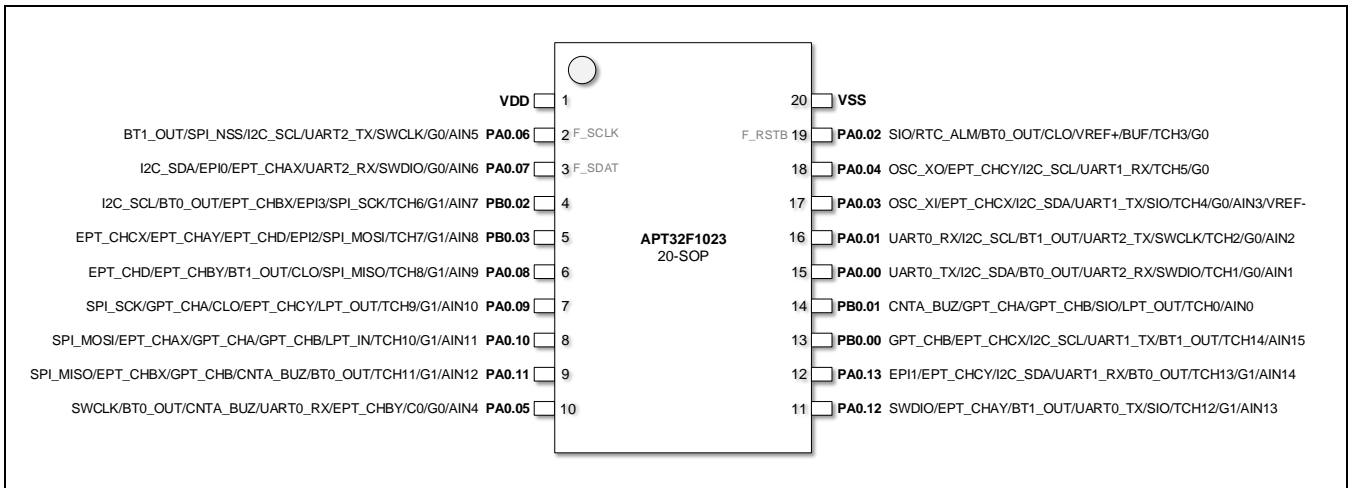 VDD 1 20 VSS
BT1_OUT/SPI_NSS/I2C_SCL/UART2_TX/SWCLK/G0/AIN5 PA0.06 2 F_SCLK F_RSTB 19 PA0.02 SIO/RTC_ALM/BT0_OUT/CLO/VREF+/BUF/TCH3/G0
I2C_SDA/EPI0/EPT_CHAX/UART2_RX/SWDIO/G0/AIN6 PA0.07 3 F_SDAT 18 PA0.04 OSC_XO/EPT_CHCY/I2C_SCL/UART1_RX/TCH5/G0
I2C_SCL/BT0_OUT/EPT_CHBX/EPI3/SPI_SCK/TCH6/G1/AIN7 PB0.02 4 17 PA0.03 OSC_XI/EPT_CHCX/I2C_SDA/UART1_TX/SIO/TCH4/G0/AIN3/VREF-
EPT_CHCX/EPT_CHAY/EPT_CHD/EPI2/SPI_MOSI/TCH7/G1/AIN8 PB0.03 5 APT32F1023 16 PA0.01 UART0_RX/I2C_SCL/BT1_OUT/UART2_TX/SWCLK/TCH2/G0/AIN2
20-SOP
EPT_CHD/EPT_CHBY/BT1_OUT/CLO/SPI_MISO/TCH8/G1/AIN9 PA0.08 6 15 PA0.00 UART0_TX/I2C_SDA/BT0_OUT/UART2_RX/SWDIO/TCH1/G0/AIN1
SPI_SCK/GPT_CHA/CLO/EPT_CHCY/LPT_OUT/TCH9/G1/AIN10 PA0.09 7 14 PB0.01 CNTA_BUZ/GPT_CHA/GPT_CHB/SIO/LPT_OUT/TCH0/AIN0
SPI_MOSI/EPT_CHAX/GPT_CHA/GPT_CHB/LPT_IN/TCH10/G1/AIN11 PA0.10 8 13 PB0.00 GPT_CHB/EPT_CHCX/I2C_SCL/UART1_TX/BT1_OUT/TCH14/AIN15
SPI_MISO/EPT_CHBX/GPT_CHB/CNTA_BUZ/BT0_OUT/TCH11/G1/AIN12 PA0.11 9 12 PA0.13 EPI1/EPT_CHCY/I2C_SDA/UART1_RX/BT0_OUT/TCH13/G1/AIN14
SWCLK/BT0_OUT/CNTA_BUZ/UART0_RX/EPT_CHBY/C0/G0/AIN4 PA0.05 10 11 PA0.12 SWDIO/EPT_CHAY/BT1_OUT/UART0_TX/SIO/TCH12/G1/AIN13